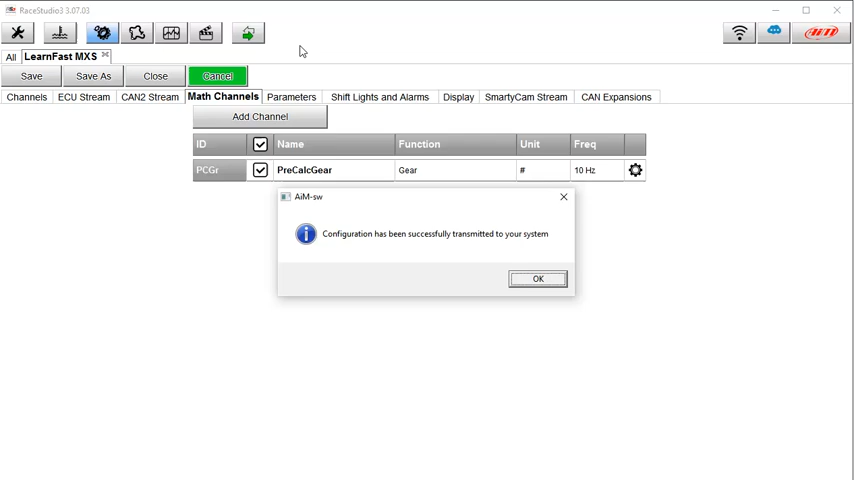 RaceStudio3 3.07.03
AiM
All LearnFast MXS
Save Save As Close Cancel
Channels ECU Stream CAN2 Stream Math Channels Parameters Shift Lights and Alarms Display SmartyCam Stream CAN Expansions
Add Channel
ID Name Function Unit Freq
PCGr PreCalcGear Gear # 10 Hz
AiM-sw
Configuration has been successfully transmitted to your system
OK